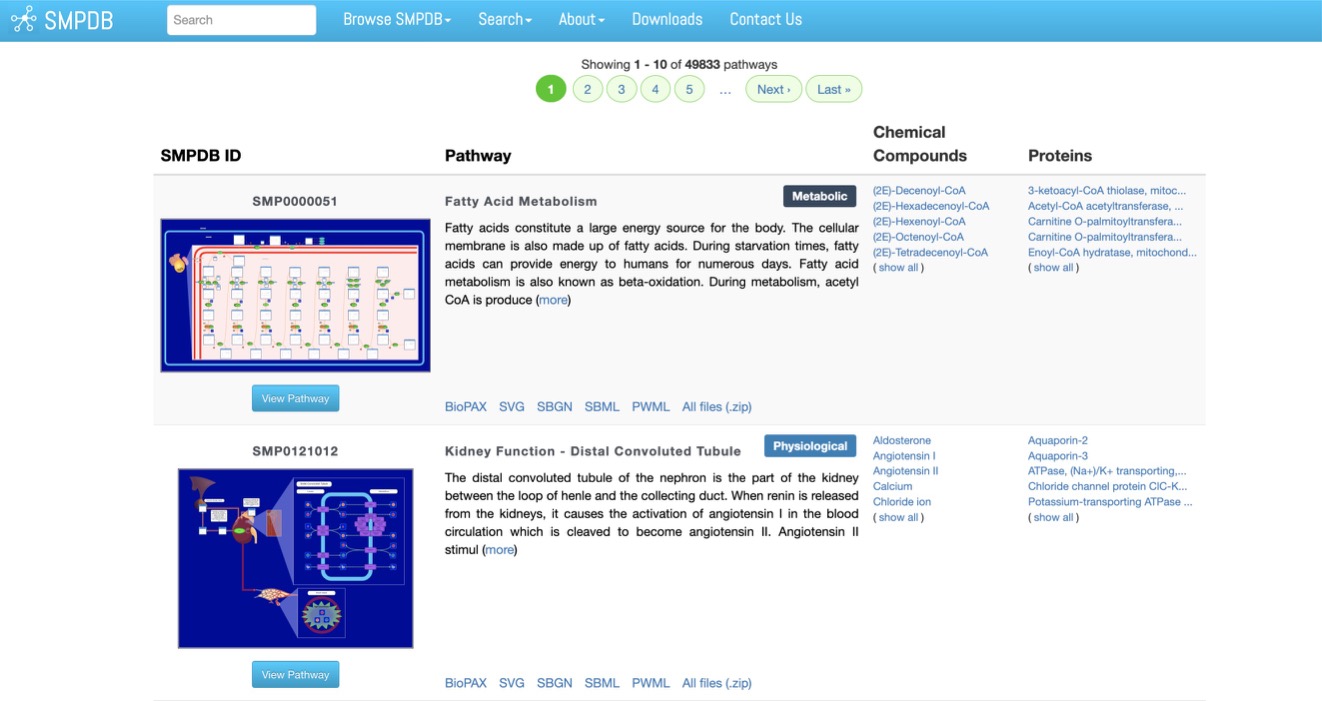 SMPDB
Search
Browse SMPDB
Search
About
Downloads
Contact Us
Showing 1 - 10 of 49833 pathways
1 2 3 4 5 ... Next › Last »
SMPDB ID
Pathway
Chemical
Compounds
Proteins
SMP0000051
View Pathway
Fatty Acid Metabolism
Metabolic
Fatty acids constitute a large energy source for the body. The cellular
membrane is also made up of fatty acids. During starvation times, fatty
acids can provide energy to humans for numerous days. Fatty acid
metabolism is also known as beta-oxidation. During metabolism, acetyl
CoA is produce (more)
BioPAX SVG SBGN SBML PWML All files (.zip)
(2E)-Decenoyl-CoA
(2E)-Hexadecenoyl-CoA
(2E)-Hexenoyl-CoA
(2E)-Octenoyl-CoA
(2E)-Tetradecenoyl-CoA
( show all )
3-ketoacyl-CoA thiolase, mitoc...
Acetyl-CoA acetyltransferase, ...
Carnitine O-palmitoyltransfera...
Carnitine O-palmitoyltransfera...
Enoyl-CoA hydratase, mitochond...
( show all )
SMP0121012
View Pathway
Kidney Function - Distal Convoluted Tubule
Physiological
The distal convoluted tubule of the nephron is the part of the kidney
between the loop of henle and the collecting duct. When renin is released
from the kidneys, it causes the activation of angiotensin I in the blood
circulation which is cleaved to become angiotensin II. Angiotensin II
stimul (more)
BioPAX SVG SBGN SBML PWML All files (.zip)
Aldosterone
Angiotensin I
Angiotensin II
Calcium
Chloride ion
( show all )
Aquaporin-2
Aquaporin-3
ATPase, (Na+)/K+ transporting,...
Chloride channel protein ClC-K...
Potassium-transporting ATPase ...
( show all )